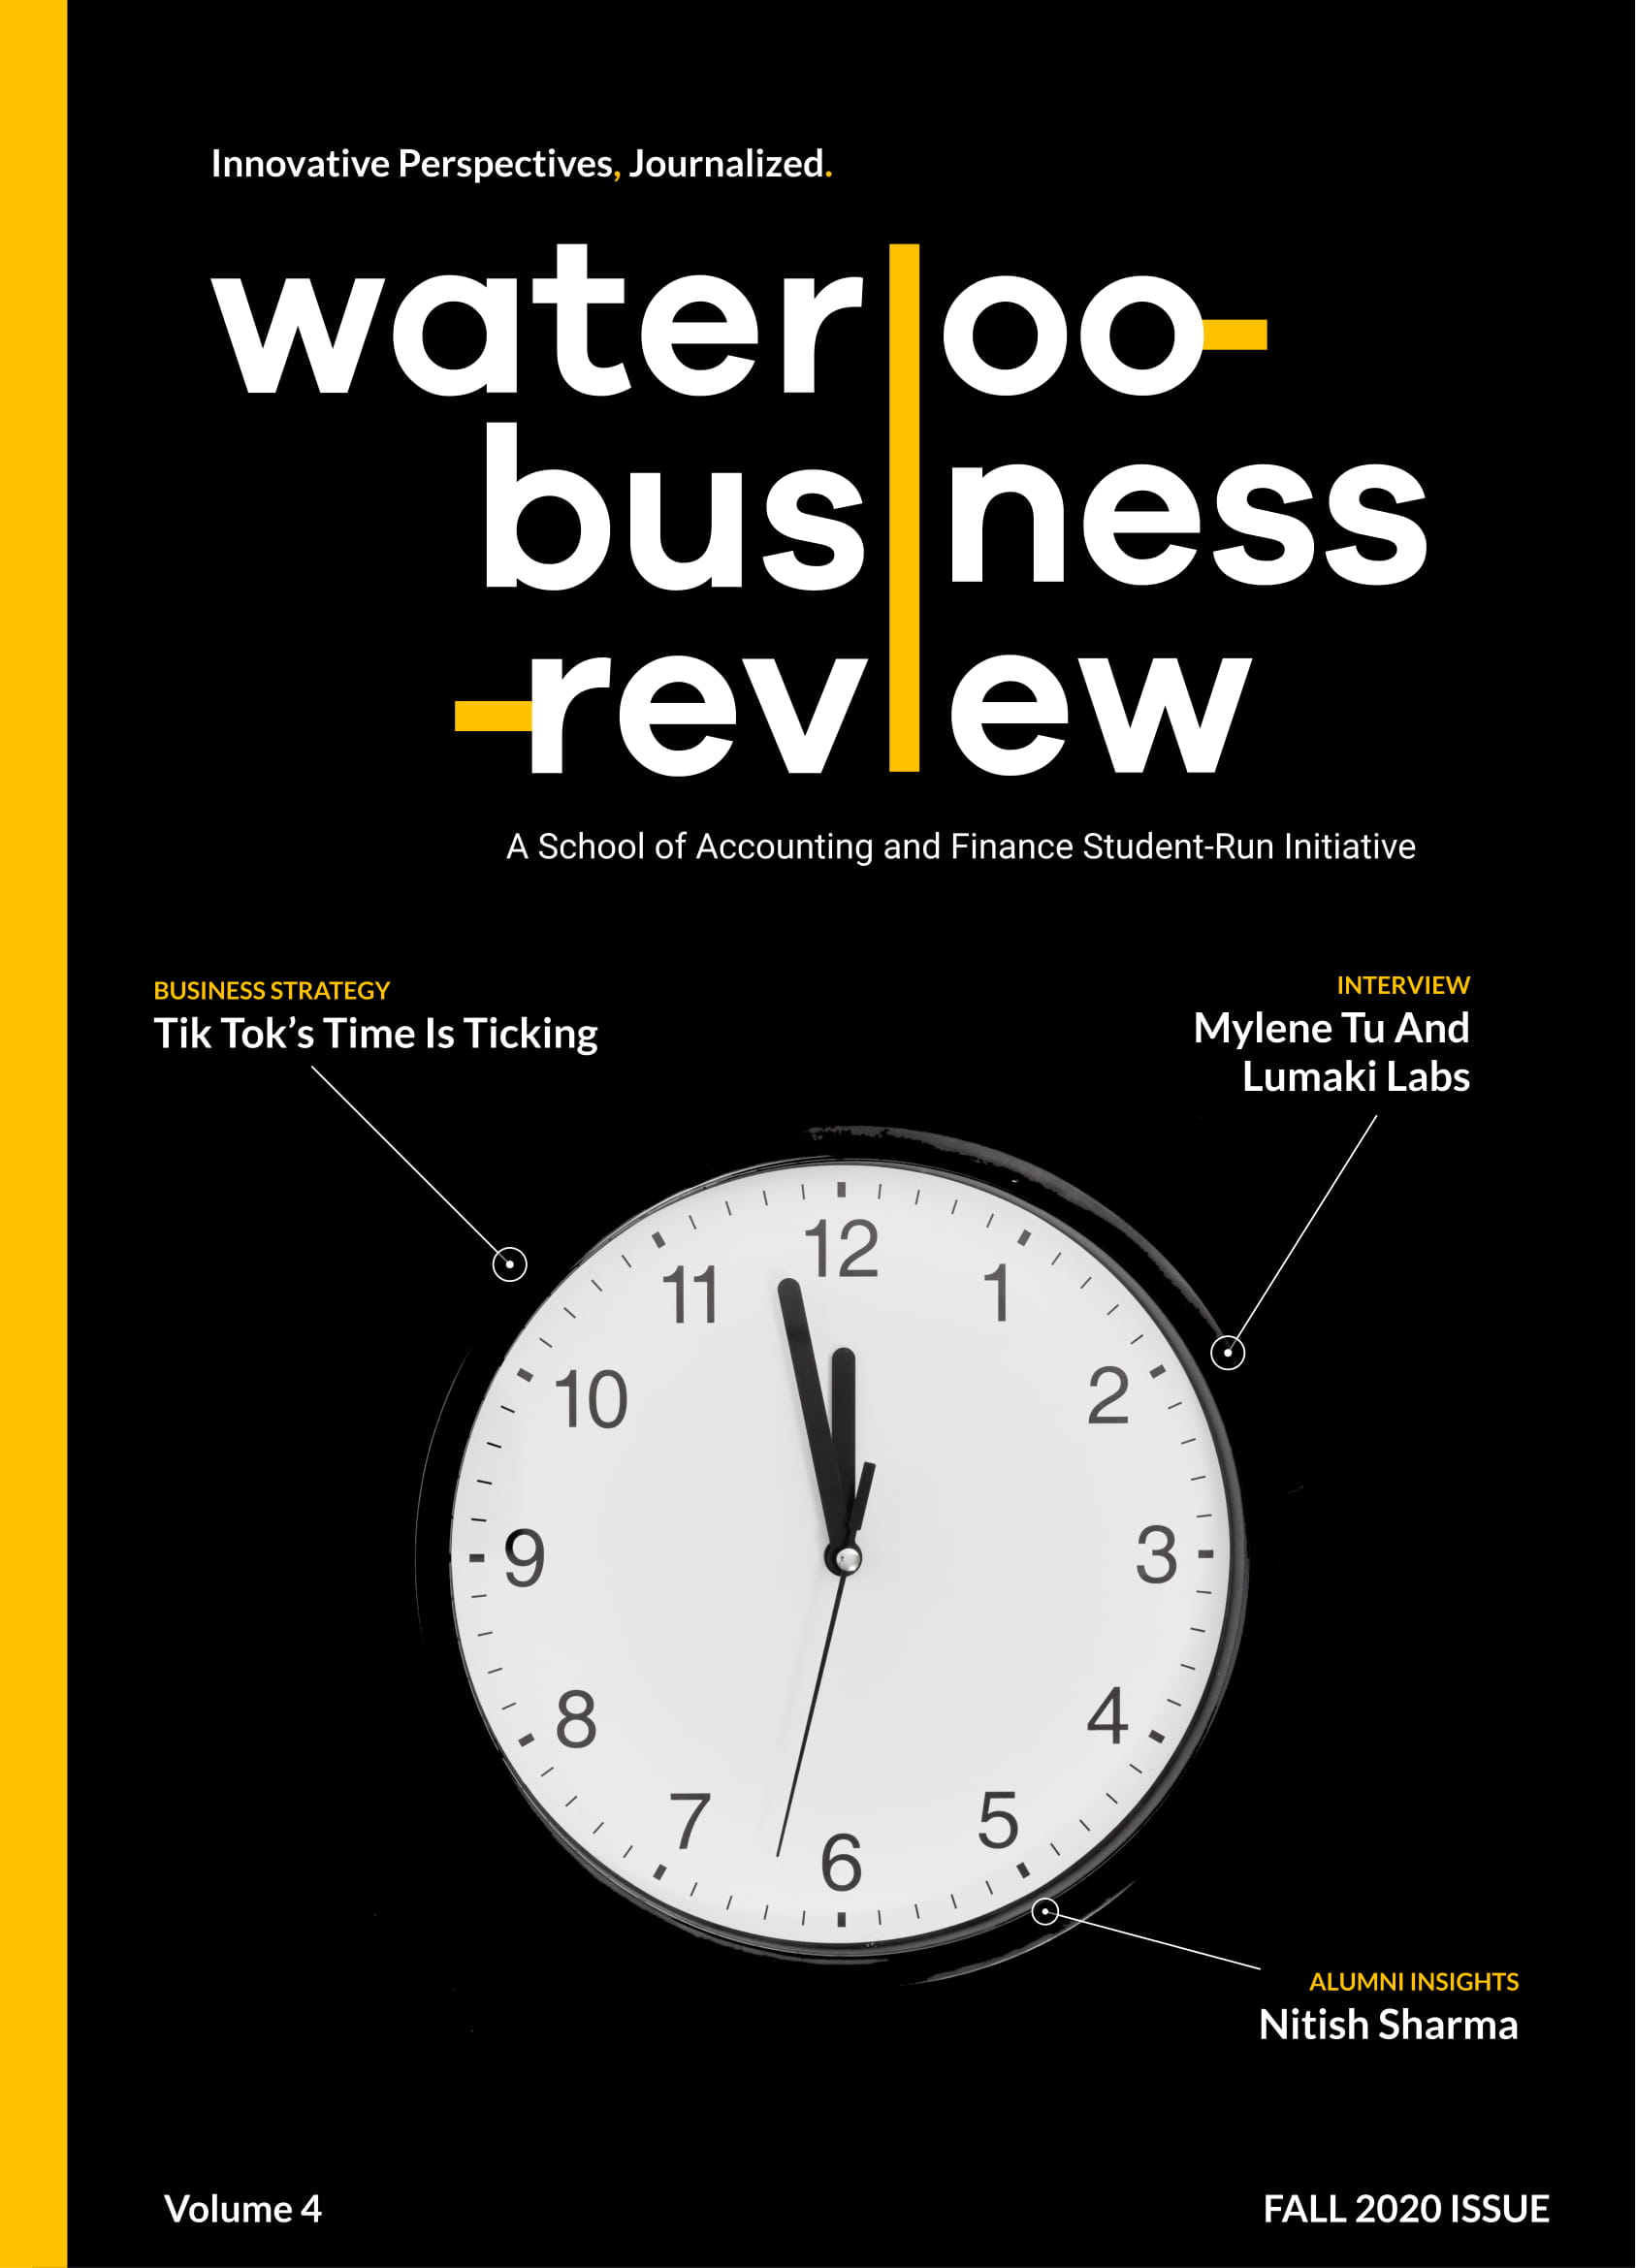 Innovative Perspectives, Journalized.
waterloo-
business
-review
A School of Accounting and Finance Student-Run Initiative
BUSINESS STRATEGY
Tik Tok’s Time Is Ticking
INTERVIEW
Mylene Tu And
Lumaki Labs
12
11
1
10
2
9
3
8
4
7
5
6
ALUMNI INSIGHTS
Nitish Sharma
Volume 4
FALL 2020 ISSUE